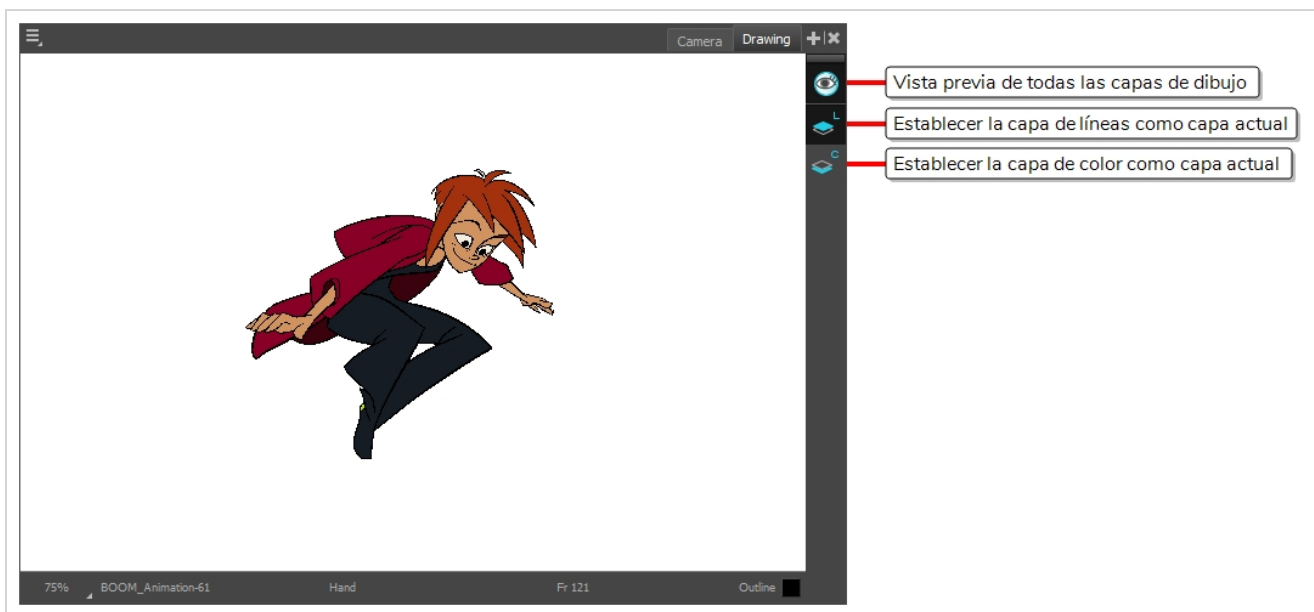 Camera
Drawing
L
C
Vista previa de todas las capas de dibujo
Establecer la capa de líneas como capa actual
Establecer la capa de color como capa actual
75%
BOOM_Animation-61
Hand
Fr 121
Outline